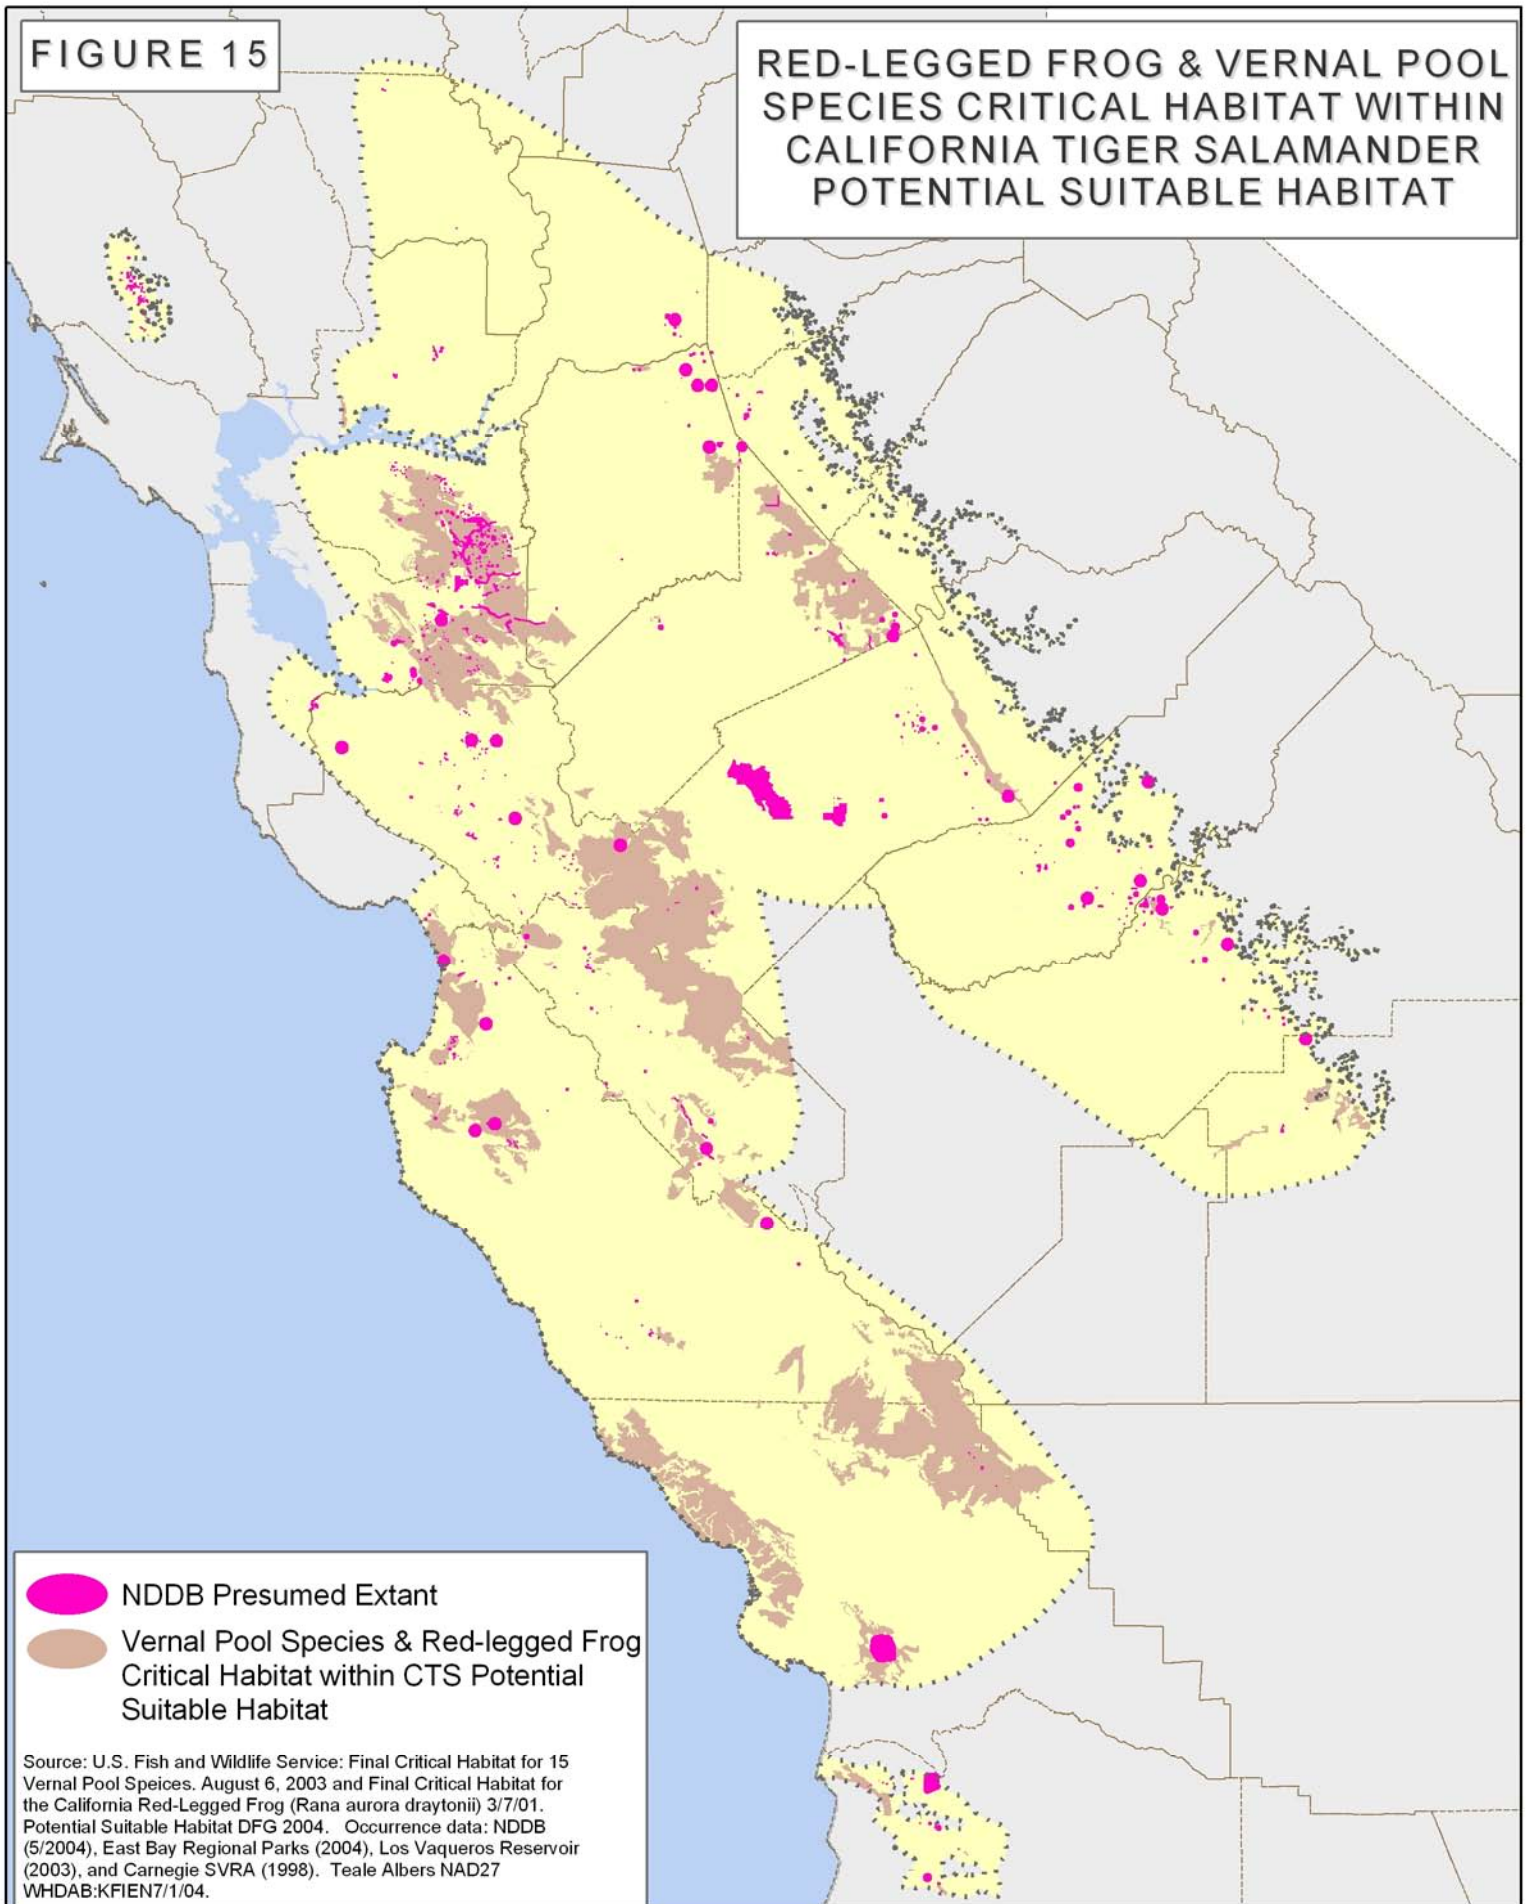 FIGURE 15
RED-LEGGED FROG & VERNAL POOL
SPECIES CRITICAL HABITAT WITHIN
CALIFORNIA TIGER SALAMANDER
POTENTIAL SUITABLE HABITAT
NDDB Presumed Extant
Vernal Pool Species & Red-legged Frog
Critical Habitat within CTS Potential
Suitable Habitat
Source: U.S. Fish and Wildlife Service: Final Critical Habitat for 15
Vernal Pool Speices. August 6, 2003 and Final Critical Habitat for
the California Red-Legged Frog (Rana aurora draytonii) 3/7/01.
Potential Suitable Habitat DFG 2004. Occurrence data: NDDB
(5/2004), East Bay Regional Parks (2004), Los Vaqueros Reservoir
(2003), and Carnegie SVRA (1998). Teale Albers NAD27
WHDAB:KFIEN7/1/04.